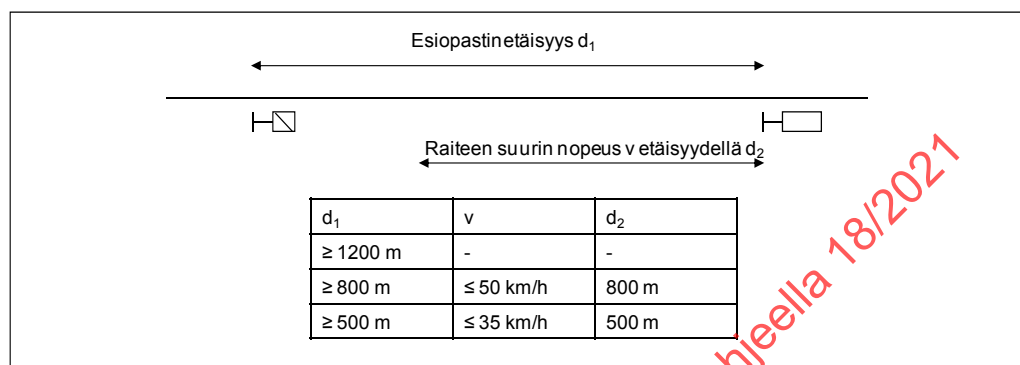 Esiopastinetäisyys d₁
Raiteen suurin nopeus v etäisyydellä d₂
d₁ v d₂
≥ 1200 m - -
≥ 800 m ≤ 50 km/h 800 m
≥ 500 m ≤ 35 km/h 500 m
hjeella 18/2021